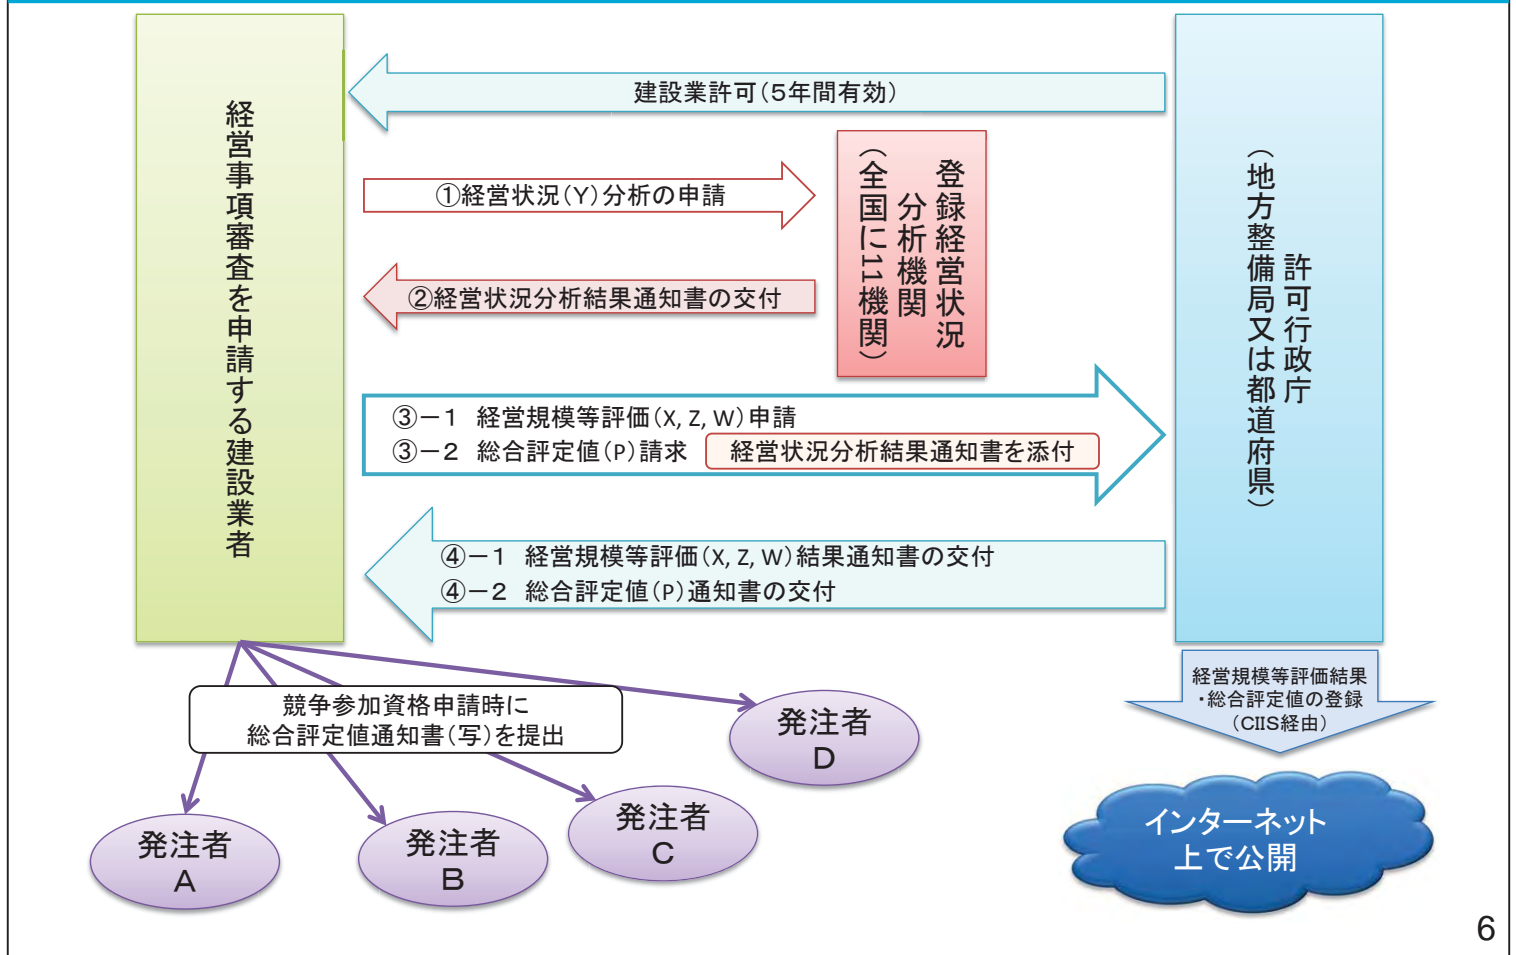 経営事項審査を申請する建設業者
建設業許可（５年間有効）
①経営状況（Y）分析の申請
②経営状況分析結果通知書の交付
登録経営状況
分析機関
（全国に11機関）
③－１　経営規模等評価（X, Z, W）申請
③－２　総合評定値（P）請求　経営状況分析結果通知書を添付
④－１　経営規模等評価（X, Z, W）結果通知書の交付
④－２　総合評定値（P）通知書の交付
許可行政庁
（地方整備局又は都道府県）
競争参加資格申請時に
総合評定値通知書（写）を提出
発注者
Ａ
発注者
Ｂ
発注者
Ｃ
発注者
Ｄ
経営規模等評価結果
・総合評定値の登録
（CIIS経由）
インターネット
上で公開
6